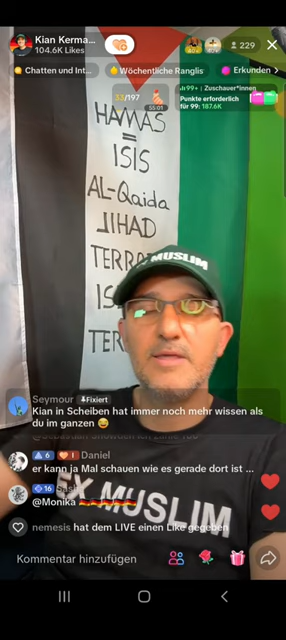 Kian Kerma...
104.6K Likes
229
Chatten und Int...
Wöchentliche Ranglis
Erkunden
33/197
55:01
99+ | Zuschauer*innen
Punkte erforderlich
für 99: 187.6K
HAMAS
=
ISIS
AL-Qaida
JIHAD
TERRO
IS
TER
MUSLIM
EX MUSLIM
Seymour Fixiert
Kian in Scheiben hat immer noch mehr wissen als
du im ganzen 😂
6 1 Daniel
er kann ja Mal schauen wie es gerade dort ist ...
16
@Monika
nemesis hat dem LIVE einen Like gegeben
Kommentar hinzufügen